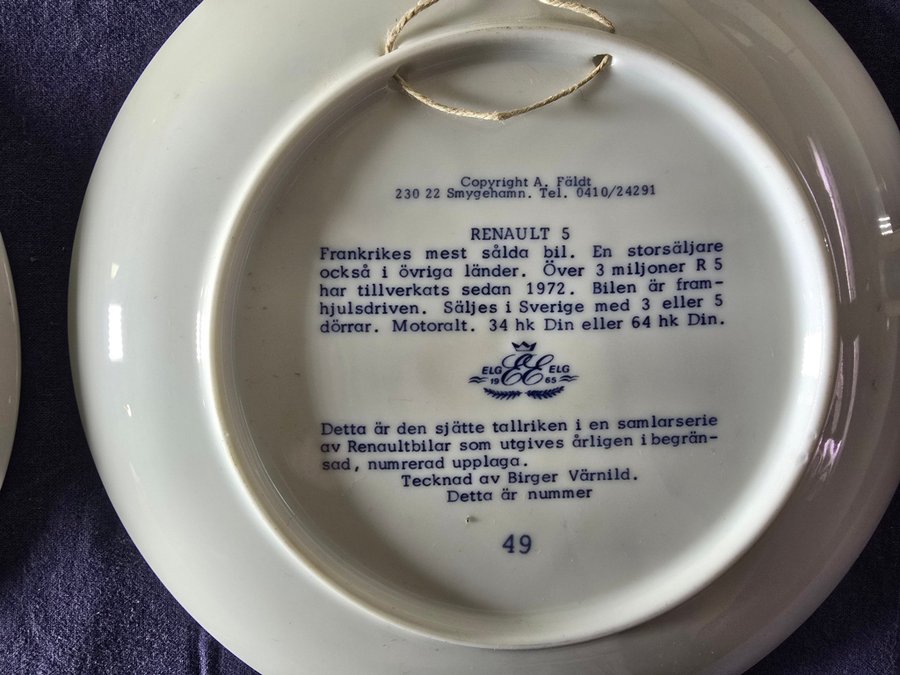 Copyright A. Fäldt
230 22 Smygehamn. Tel. 0410/24291
RENAULT 5
Frankrikes mest sålda bil. En storsäljare
också i övriga länder. Över 3 miljoner R 5
har tillverkats sedan 1972. Bilen är fram-
hjulsdriven. Säljes i Sverige med 3 eller 5
dörrar. Motoralt. 34 hk Din eller 64 hk Din.
ELG EE ELG
19 65
Detta är den sjätte tallriken i en samlarserie
av Renaultbilar som utgives årligen i begrän-
sad, numrerad upplaga.
Tecknad av Birger Värnild.
Detta är nummer
49